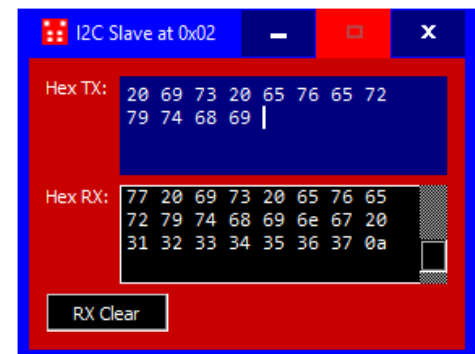 I2C Slave at 0x02
Hex TX:
20 69 73 20 65 76 65 72
79 74 68 69
Hex RX:
77 20 69 73 20 65 76 65
72 79 74 68 69 6e 67 20
31 32 33 34 35 36 37 0a
RX Clear